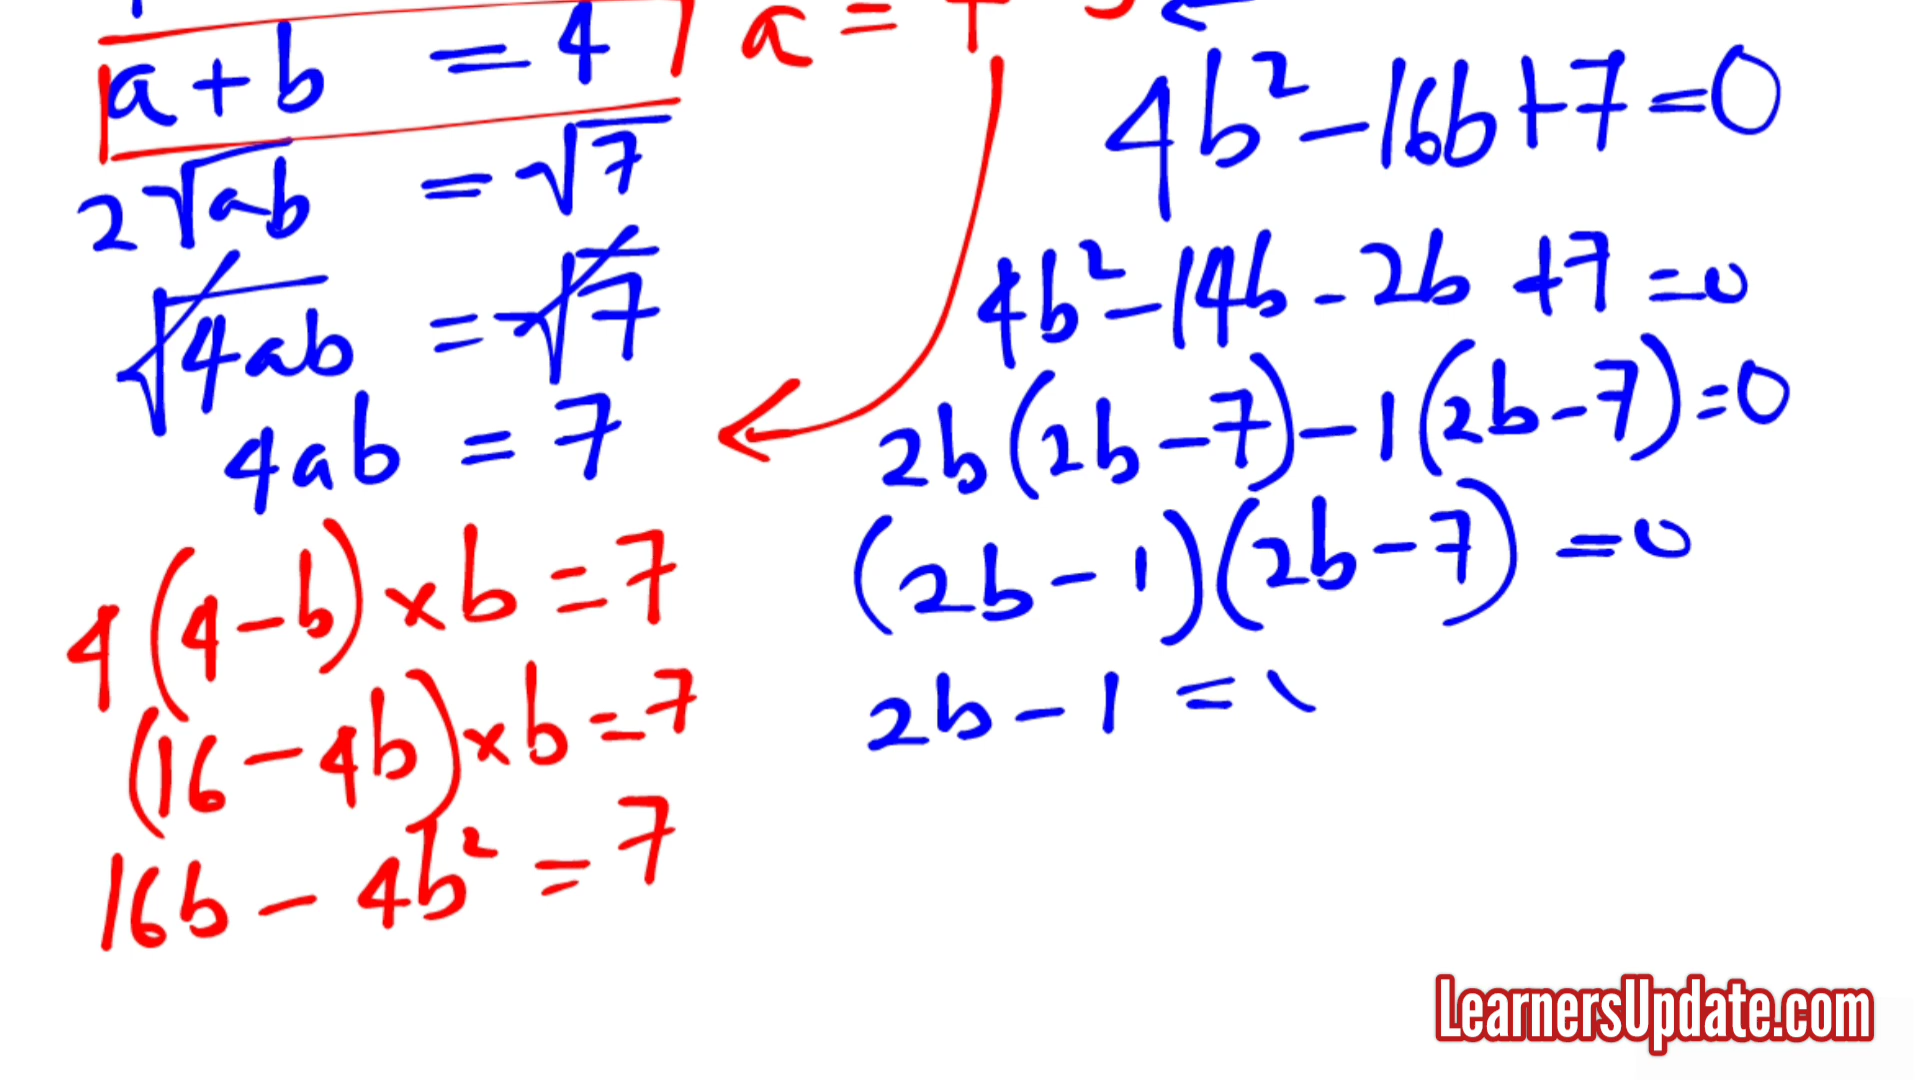 a + b = 4
2√ab = √7
√4ab = √7
4ab = 7
4(4-b)×b=7
(16-4b)×b=7
16b - 4b² = 7
a =
4b²-16b+7=0
4b²-14b-2b+7=0
2b(2b-7)-1(2b-7)=0
(2b-1)(2b-7)=0
2b-1=
LearnersUpdate.com